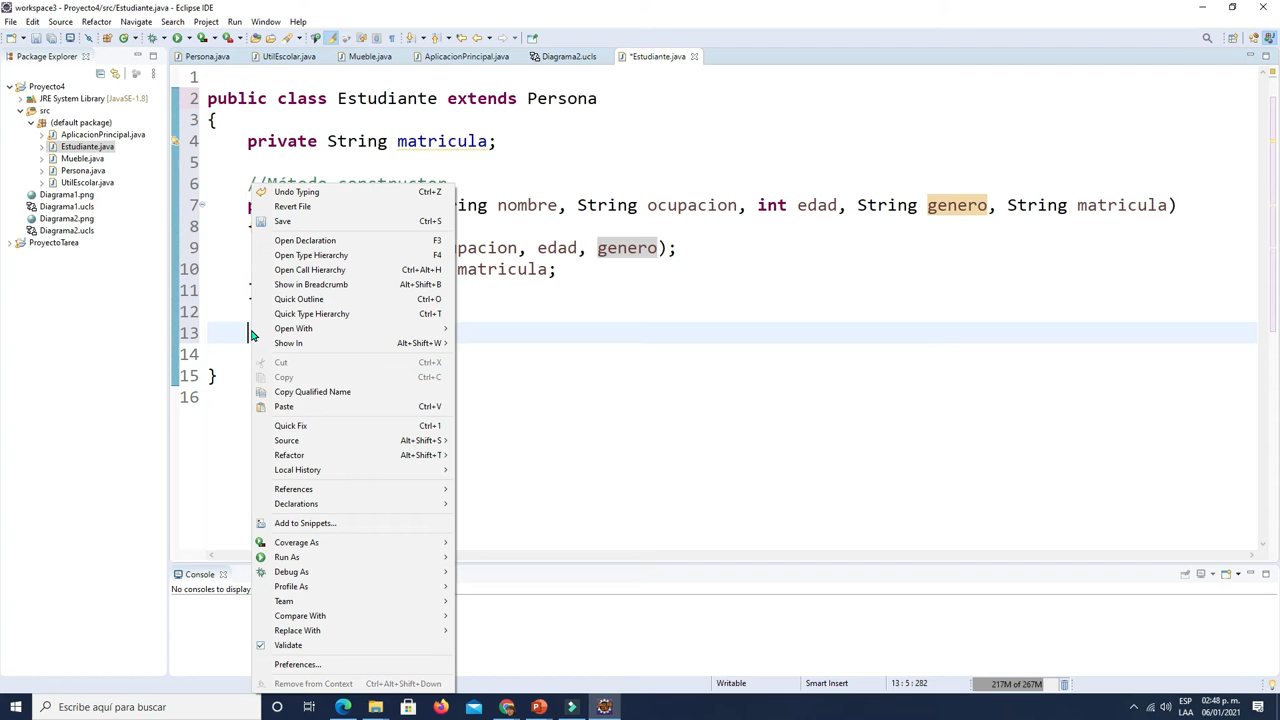 workspace3 - Proyecto4/src/Estudiante.java - Eclipse IDE
File Edit Source Refactor Navigate Search Project Run Window Help
Package Explorer
Persona.java UtilEscolar.java Mueble.java AplicacionPrincipal.java Diagrama2.ucls *Estudiante.java
Proyecto4
JRE System Library [JavaSE-1.8]
src
(default package)
AplicacionPrincipal.java
Estudiante.java
Mueble.java
Persona.java
UtilEscolar.java
Diagrama1.png
Diagrama1.ucls
Diagrama2.png
Diagrama2.ucls
ProyectoTarea
1
2 public class Estudiante extends Persona
3 {
4 private String matricula;
5
6 //Método constructor
7 String nombre, String ocupacion, int edad, String genero, String matricula)
8
9 edad, genero);
10 matricula;
11
12
13
14
15 }
16
Undo Typing Ctrl+Z
Revert File
Save Ctrl+S
Open Declaration F3
Open Type Hierarchy F4
Open Call Hierarchy Ctrl+Alt+H
Show in Breadcrumb Alt+Shift+B
Quick Outline Ctrl+O
Quick Type Hierarchy Ctrl+T
Open With
Show In Alt+Shift+W
Cut Ctrl+X
Copy Ctrl+C
Copy Qualified Name
Paste Ctrl+V
Quick Fix Ctrl+1
Source Alt+Shift+S
Refactor Alt+Shift+T
Local History
References
Declarations
Add to Snippets...
Coverage As
Run As
Debug As
Profile As
Team
Compare With
Replace With
Validate
Preferences...
Remove from Context Ctrl+Alt+Shift+Down
Console
No consoles to display
Writable Smart Insert 13 : 5 : 282 217M of 267M
Escribe aquí para buscar
ESP 02:48 p. m.
LAA 06/01/2021